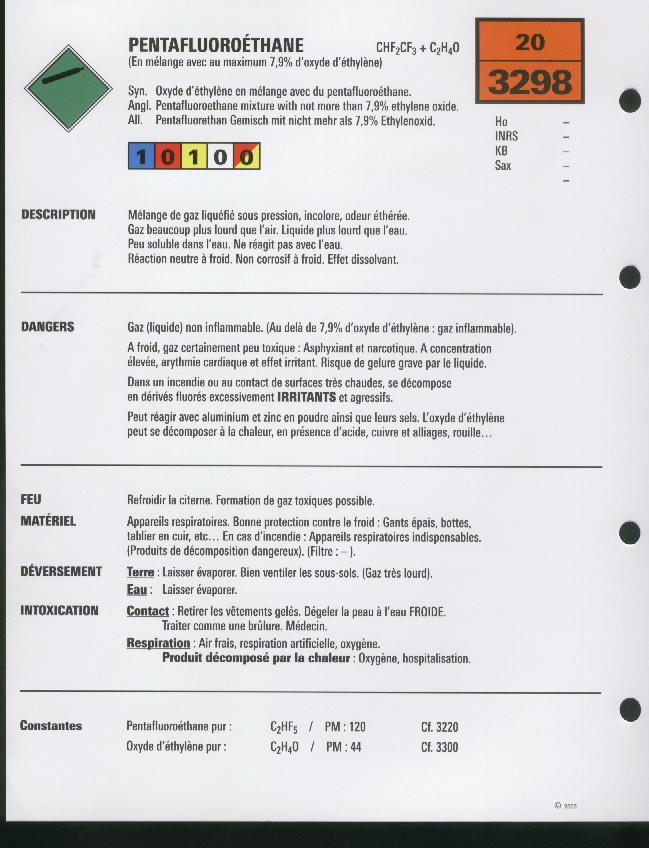 PENTAFLUOROÉTHANE CHF₂CF₃ + C₂H₄O
(En mélange avec au maximum 7,9% d'oxyde d'éthylène)
20
3298
Syn. Oxyde d'éthylène en mélange avec du pentafluoroéthane.
Angl. Pentafluoroethane mixture with not more than 7,9% ethylene oxide.
All. Pentafluorethan Gemisch mit nicht mehr als 7,9% Ethylenoxid.
Ho –
INRS –
KB –
Sax –
–
1 0 1 0 0
DESCRIPTION Mélange de gaz liquéfié sous pression, incolore, odeur éthérée.
Gaz beaucoup plus lourd que l'air. Liquide plus lourd que l'eau.
Peu soluble dans l'eau. Ne réagit pas avec l'eau.
Réaction neutre à froid. Non corrosif à froid. Effet dissolvant.
DANGERS Gaz (liquide) non inflammable. (Au delà de 7,9% d'oxyde d'éthylène : gaz inflammable).
A froid, gaz certainement peu toxique : Asphyxiant et narcotique. A concentration
élevée, arythmie cardiaque et effet irritant. Risque de gelure grave par le liquide.
Dans un incendie ou au contact de surfaces très chaudes, se décompose
en dérivés fluorés excessivement IRRITANTS et agressifs.
Peut réagir avec aluminium et zinc en poudre ainsi que leurs sels. L'oxyde d'éthylène
peut se décomposer à la chaleur, en présence d'acide, cuivre et alliages, rouille...
FEU Refroidir la citerne. Formation de gaz toxiques possible.
MATÉRIEL Appareils respiratoires. Bonne protection contre le froid : Gants épais, bottes,
tablier en cuir, etc... En cas d'incendie : Appareils respiratoires indispensables.
(Produits de décomposition dangereux). (Filtre : – ).
DÉVERSEMENT Terre : Laisser évaporer. Bien ventiler les sous-sols. (Gaz très lourd).
Eau : Laisser évaporer.
INTOXICATION Contact : Retirer les vêtements gelés. Dégeler la peau à l'eau FROIDE.
Traiter comme une brûlure. Médecin.
Respiration : Air frais, respiration artificielle, oxygène.
Produit décomposé par la chaleur : Oxygène, hospitalisation.
Constantes Pentafluoroéthane pur : C₂HF₅ / PM : 120 Cf. 3220
Oxyde d'éthylène pur : C₂H₄O / PM : 44 Cf. 3300
© 2003